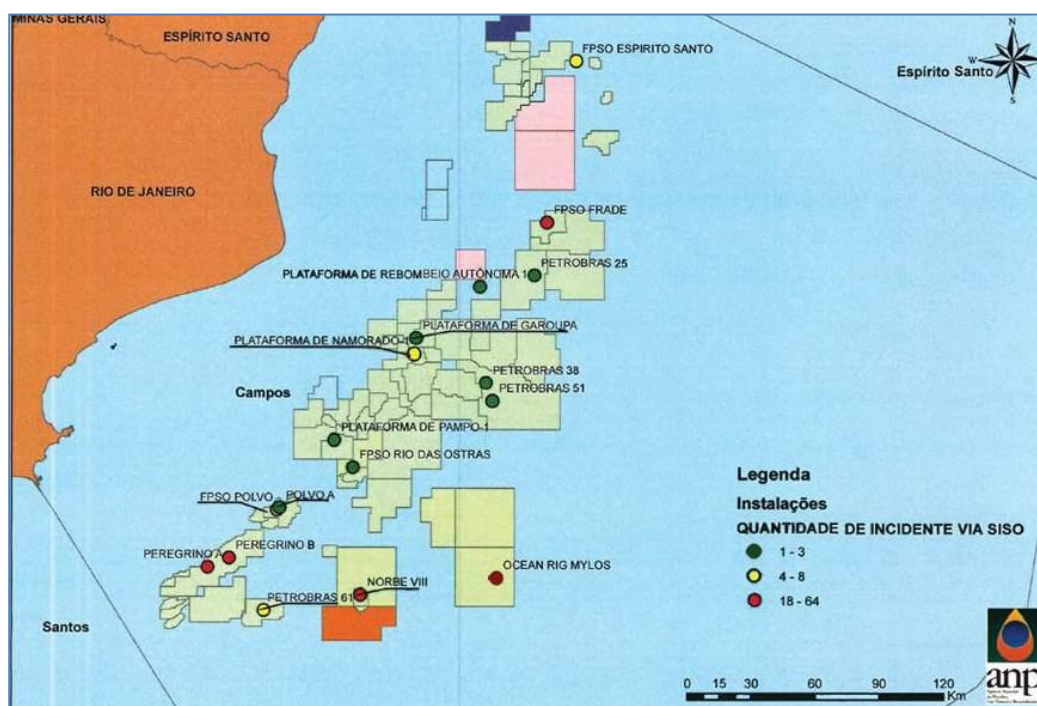 MINAS GERAIS
ESPÍRITO SANTO
FPSO ESPIRITO SANTO
N
W
E
S
Espírito Santo
RIO DE JANEIRO
FPSO FRADE
PETROBRAS 25
PLATAFORMA DE REBOMBEIO AUTÔNOMA 1
PLATAFORMA DE GAROUPA
PLATAFORMA DE NAMORADO-1
PETROBRAS 38
PETROBRAS 51
Campos
PLATAFORMA DE PAMPO-1
FPSO RIO DAS OSTRAS
FPSO POLVO
POLVO A
PEREGRINO A
PEREGRINO B
NORBE VIII
OCEAN RIG MYLOS
PETROBRAS 61
Santos
Legenda
Instalações
QUANTIDADE DE INCIDENTE VIA SISO
1 - 3
4 - 8
18 - 64
0 15 30 60 90 120
Km
anp